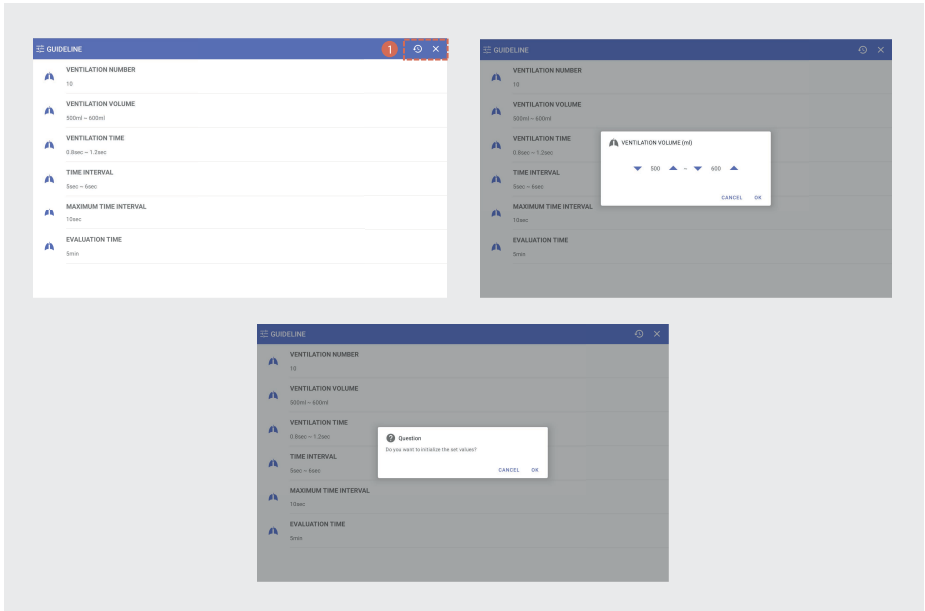 GUIDELINE
1
VENTILATION NUMBER
10
VENTILATION VOLUME
500ml ~ 600ml
VENTILATION TIME
0.8sec ~ 1.2sec
TIME INTERVAL
5sec ~ 6sec
MAXIMUM TIME INTERVAL
10sec
EVALUATION TIME
5min
GUIDELINE
VENTILATION NUMBER
10
VENTILATION VOLUME
500ml ~ 600ml
VENTILATION TIME
0.8sec ~ 1.2sec
TIME INTERVAL
5sec ~ 6sec
MAXIMUM TIME INTERVAL
10sec
EVALUATION TIME
5min
VENTILATION VOLUME (ml)
500 ~ 600
CANCEL OK
GUIDELINE
VENTILATION NUMBER
10
VENTILATION VOLUME
500ml ~ 600ml
VENTILATION TIME
0.8sec ~ 1.2sec
TIME INTERVAL
5sec ~ 6sec
MAXIMUM TIME INTERVAL
10sec
EVALUATION TIME
5min
Question
Do you want to initialize the set values?
CANCEL OK